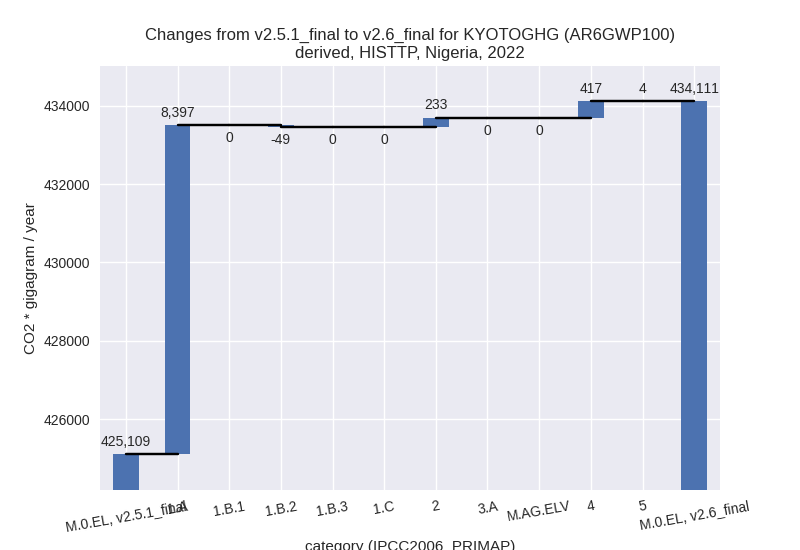 Changes from v2.5.1_final to v2.6_final for KYOTOGHG (AR6GWP100)
derived, HISTTP, Nigeria, 2022
CO2 * gigagram / year
434000
432000
430000
428000
426000
425,109
8,397
0
-49
0
0
233
0
0
417
4
434,111
M.0.EL, v2.5.1_final
1.A
1.B.1
1.B.2
1.B.3
1.C
2
3.A
M.AG.ELV
4
5
M.0.EL, v2.6_final
category (IPCC2006_PRIMAP)